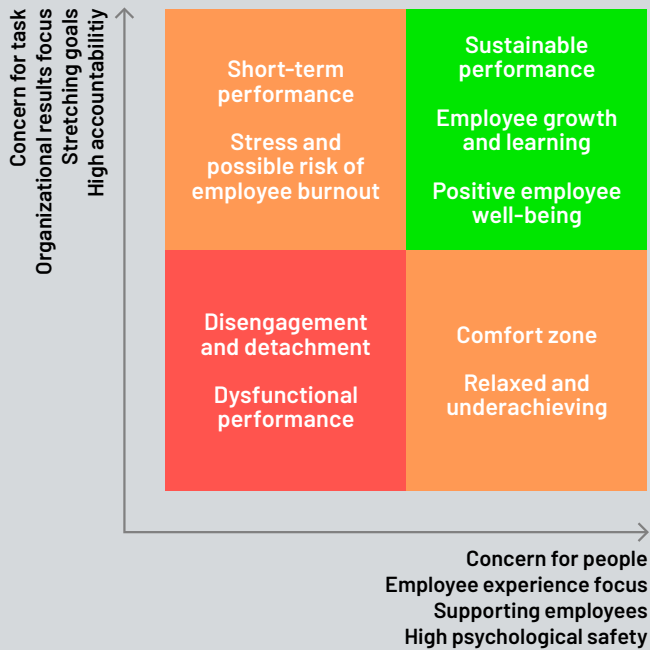 Concern for task
Organizational results focus
Stretching goals
High accountabilitiy
Short-term
performance
Stress and
possible risk of
employee burnout
Sustainable
performance
Employee growth
and learning
Positive employee
well-being
Disengagement
and detachment
Dysfunctional
performance
Comfort zone
Relaxed and
underachieving
Concern for people
Employee experience focus
Supporting employees
High psychological safety